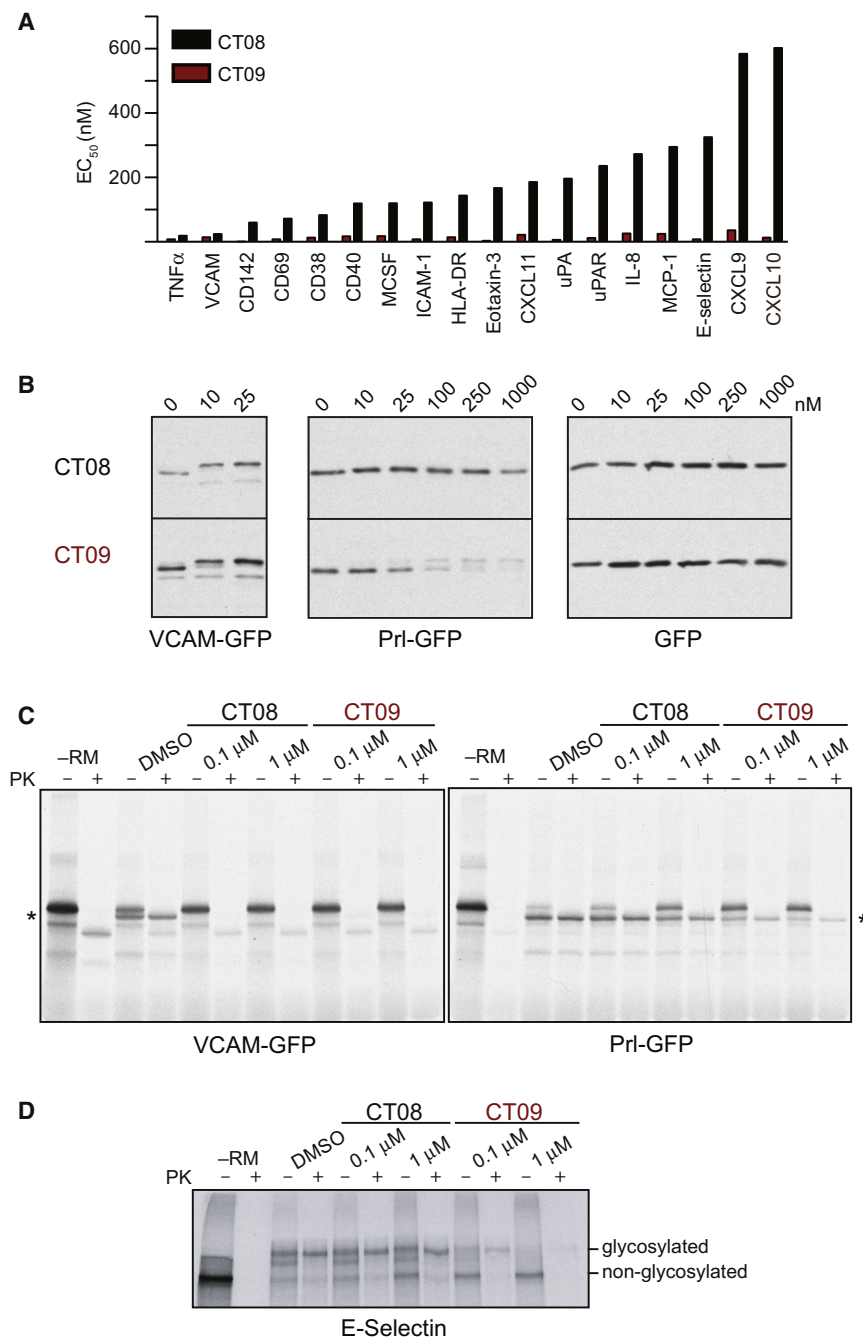 A
CT08
CT09
600
400
200
EC50 (nM)
TNFα
VCAM
CD142
CD69
CD38
CD40
MCSF
ICAM-1
HLA-DR
Eotaxin-3
CXCL11
uPA
uPAR
IL-8
MCP-1
E-selectin
CXCL9
CXCL10
B
0 10 25
0 10 25 100 250 1000
0 10 25 100 250 1000 nM
CT08
CT09
VCAM-GFP
Prl-GFP
GFP
C
CT08 CT09
–RM DMSO 0.1 μM 1 μM 0.1 μM 1 μM
PK – + – + – + – + – + – +
*
VCAM-GFP
CT08 CT09
–RM DMSO 0.1 μM 1 μM 0.1 μM 1 μM
– + – + – + – + – + – +
*
Prl-GFP
D
CT08 CT09
–RM DMSO 0.1 μM 1 μM 0.1 μM 1 μM
PK – + – + – + – + – + – +
glycosylated
non-glycosylated
E-Selectin